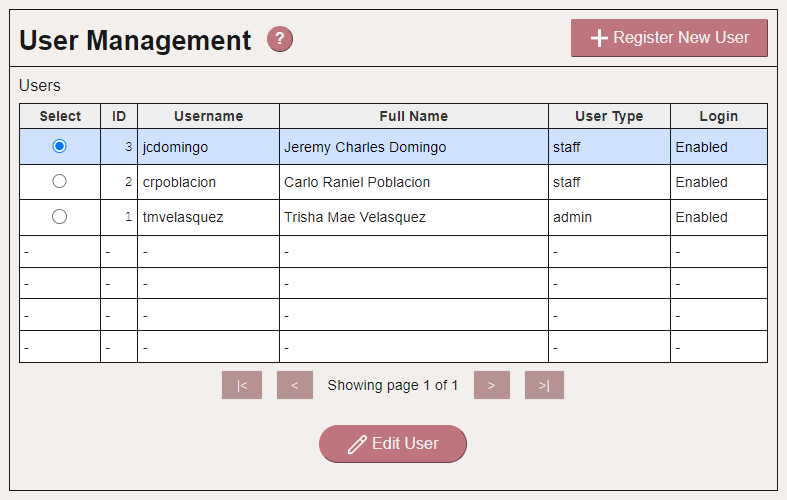 User Management ? + Register New User
Users
Select ID Username Full Name User Type Login
3 jcdomingo Jeremy Charles Domingo staff Enabled
2 crpoblacion Carlo Raniel Poblacion staff Enabled
1 tmvelasquez Trisha Mae Velasquez admin Enabled
- - - - - -
- - - - - -
- - - - - -
- - - - - -
|< < Showing page 1 of 1 > >|
Edit User